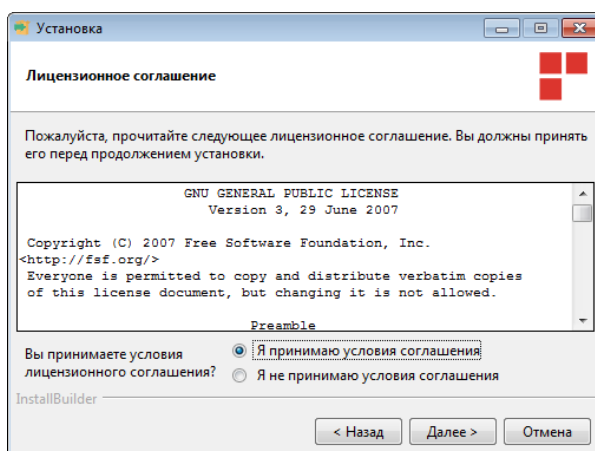 Установка
Лицензионное соглашение
Пожалуйста, прочитайте следующее лицензионное соглашение. Вы должны принять
его перед продолжением установки.
GNU GENERAL PUBLIC LICENSE
Version 3, 29 June 2007
Copyright (C) 2007 Free Software Foundation, Inc.
<http://fsf.org/>
Everyone is permitted to copy and distribute verbatim copies
of this license document, but changing it is not allowed.
Preamble
Вы принимаете условия
лицензионного соглашения?
Я принимаю условия соглашения
Я не принимаю условия соглашения
InstallBuilder
< Назад
Далее >
Отмена